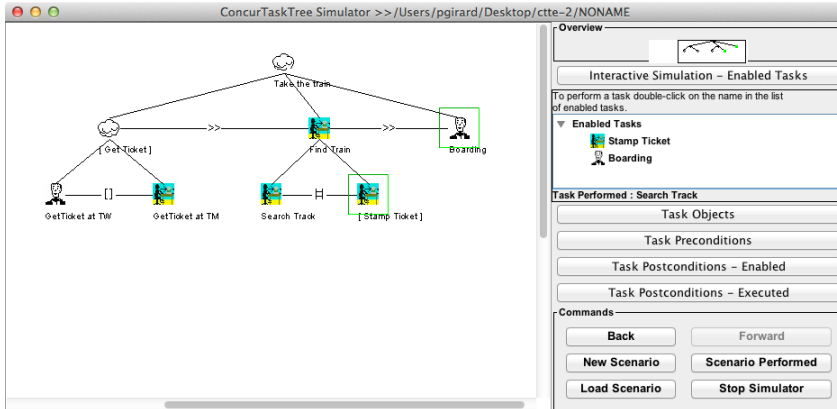 ConcurTaskTree Simulator >>/Users/pgirard/Desktop/ctte-2/NONAME
Take the train
>>
>>
[ Get Ticket ]
Find Train
Boarding
[]
|=|
GetTicket at TW
GetTicket at TM
Search Track
[ Stamp Ticket ]
Overview
Interactive Simulation – Enabled Tasks
To perform a task double-click on the name in the list
of enabled tasks.
Enabled Tasks
Stamp Ticket
Boarding
Task Performed : Search Track
Task Objects
Task Preconditions
Task Postconditions – Enabled
Task Postconditions – Executed
Commands
Back
Forward
New Scenario
Scenario Performed
Load Scenario
Stop Simulator